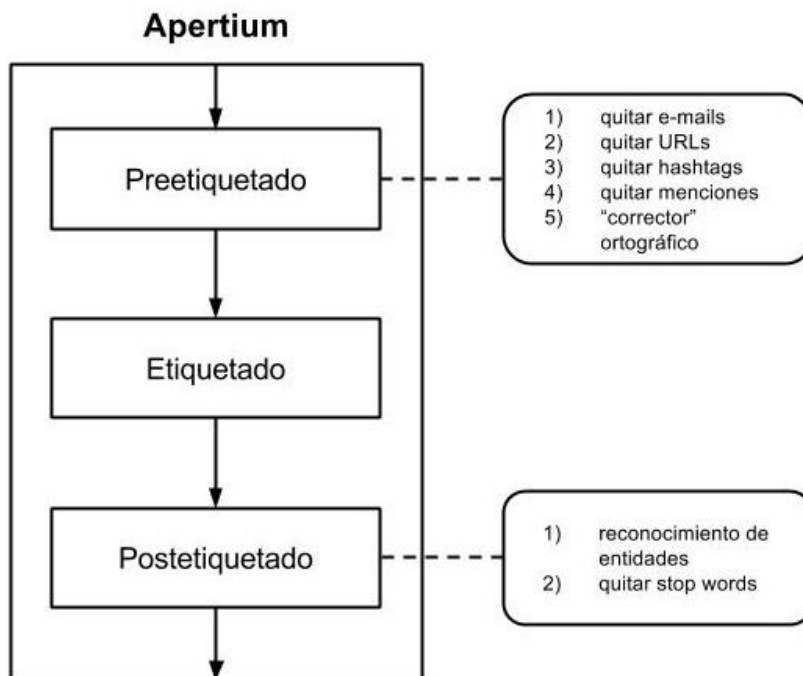 Apertium
Preetiquetado
1) quitar e-mails
2) quitar URLs
3) quitar hashtags
4) quitar menciones
5) “corrector”
ortográfico
Etiquetado
Postetiquetado
1) reconocimiento de
entidades
2) quitar stop words